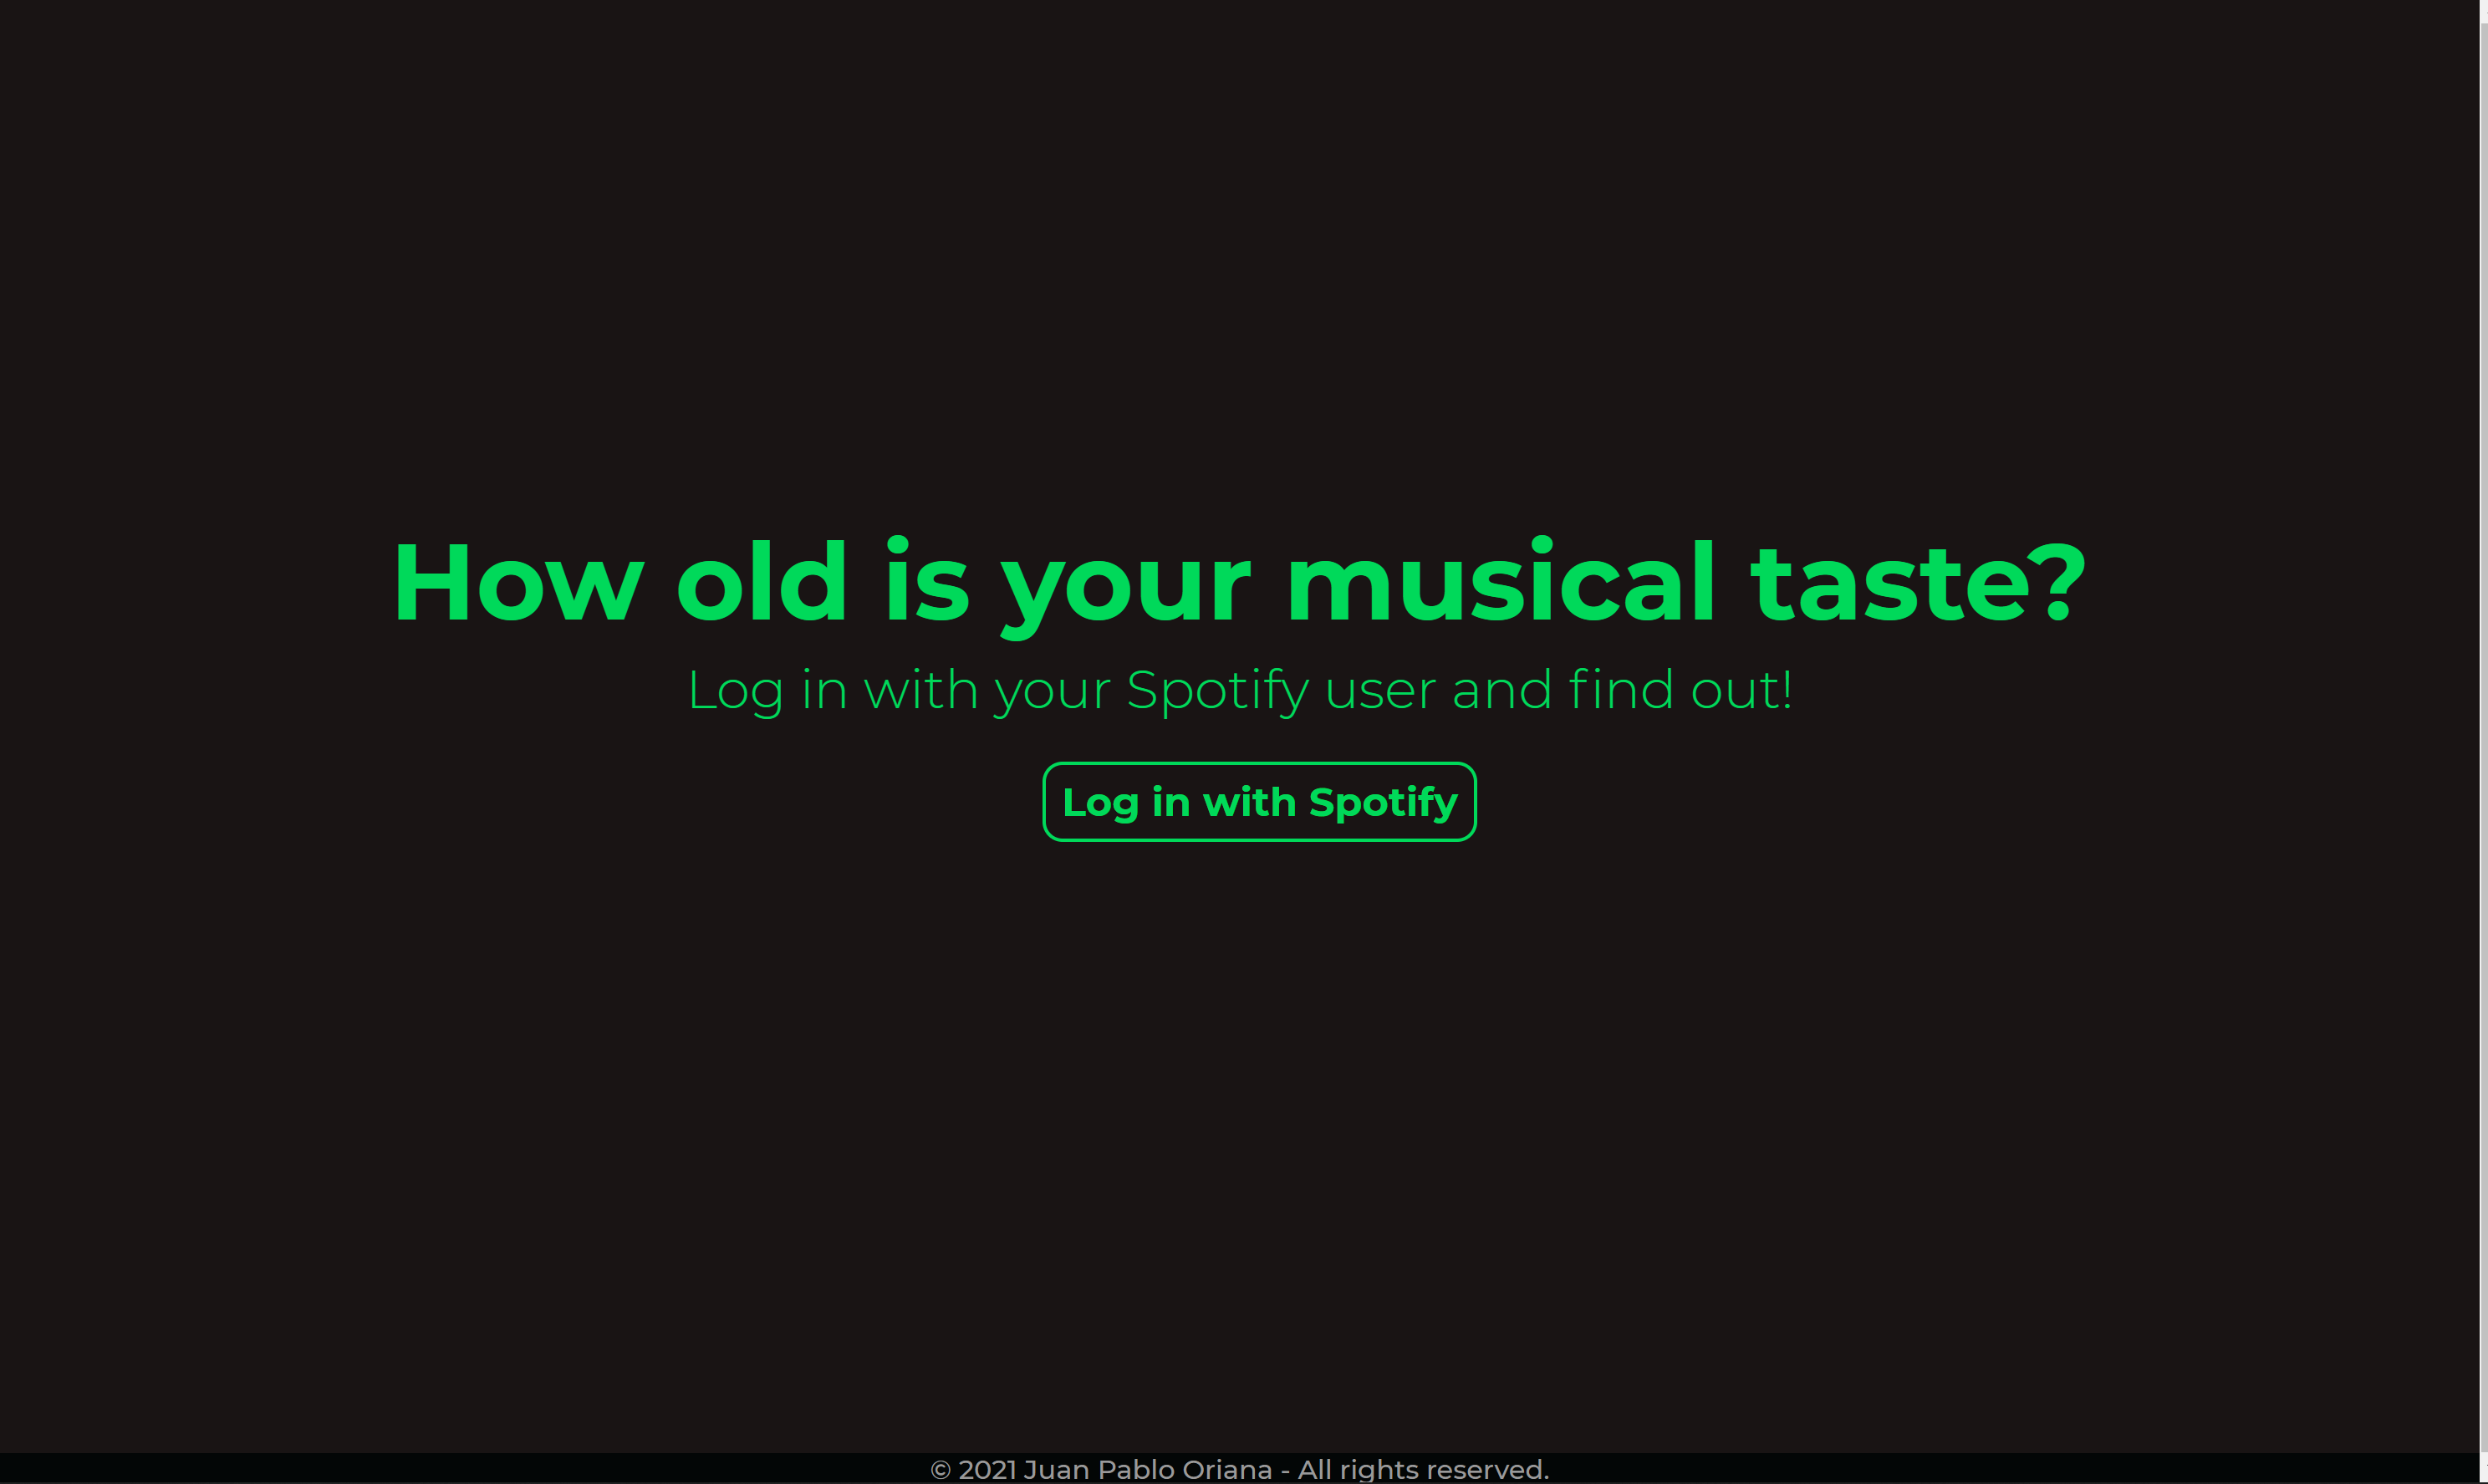 How old is your musical taste?
Log in with your Spotify user and find out!
Log in with Spotify
© 2021 Juan Pablo Oriana - All rights reserved.